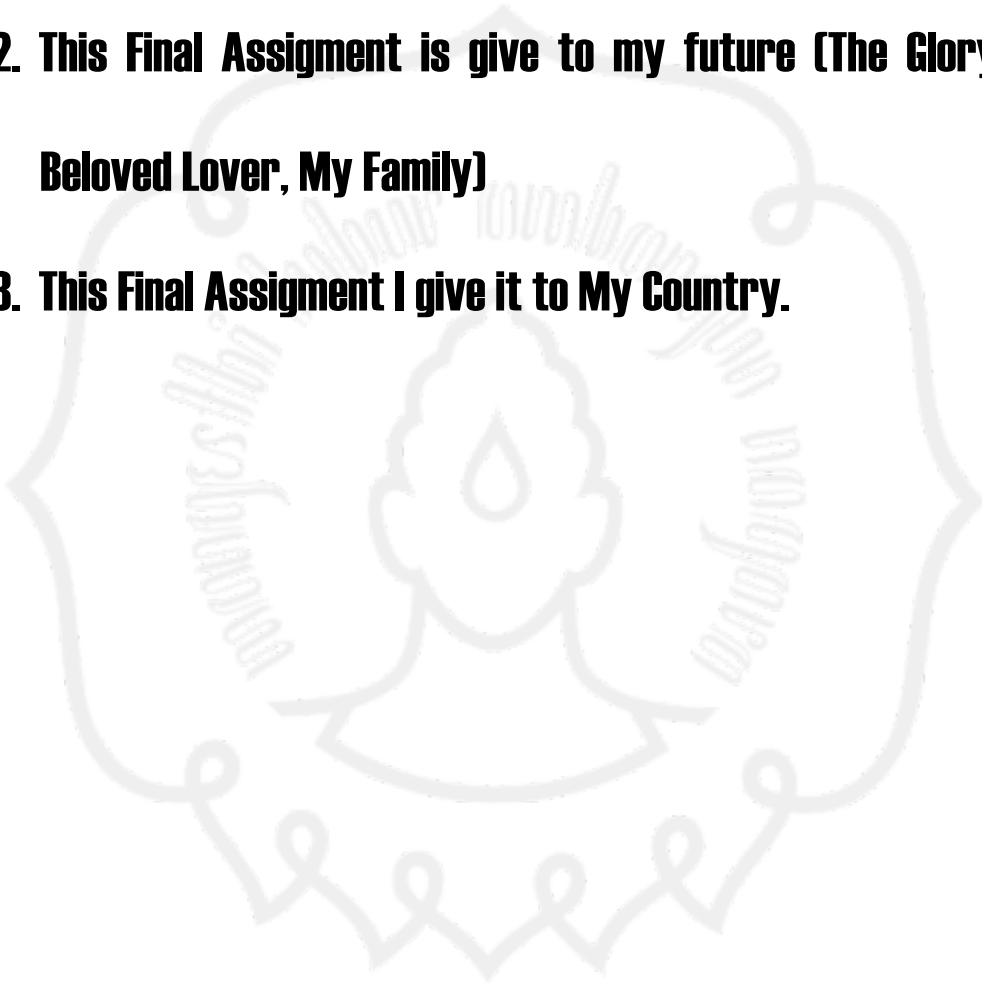 2. This Final Assigment is give to my future (The Glory
Beloved Lover, My Family)
3. This Final Assigment I give it to My Country.